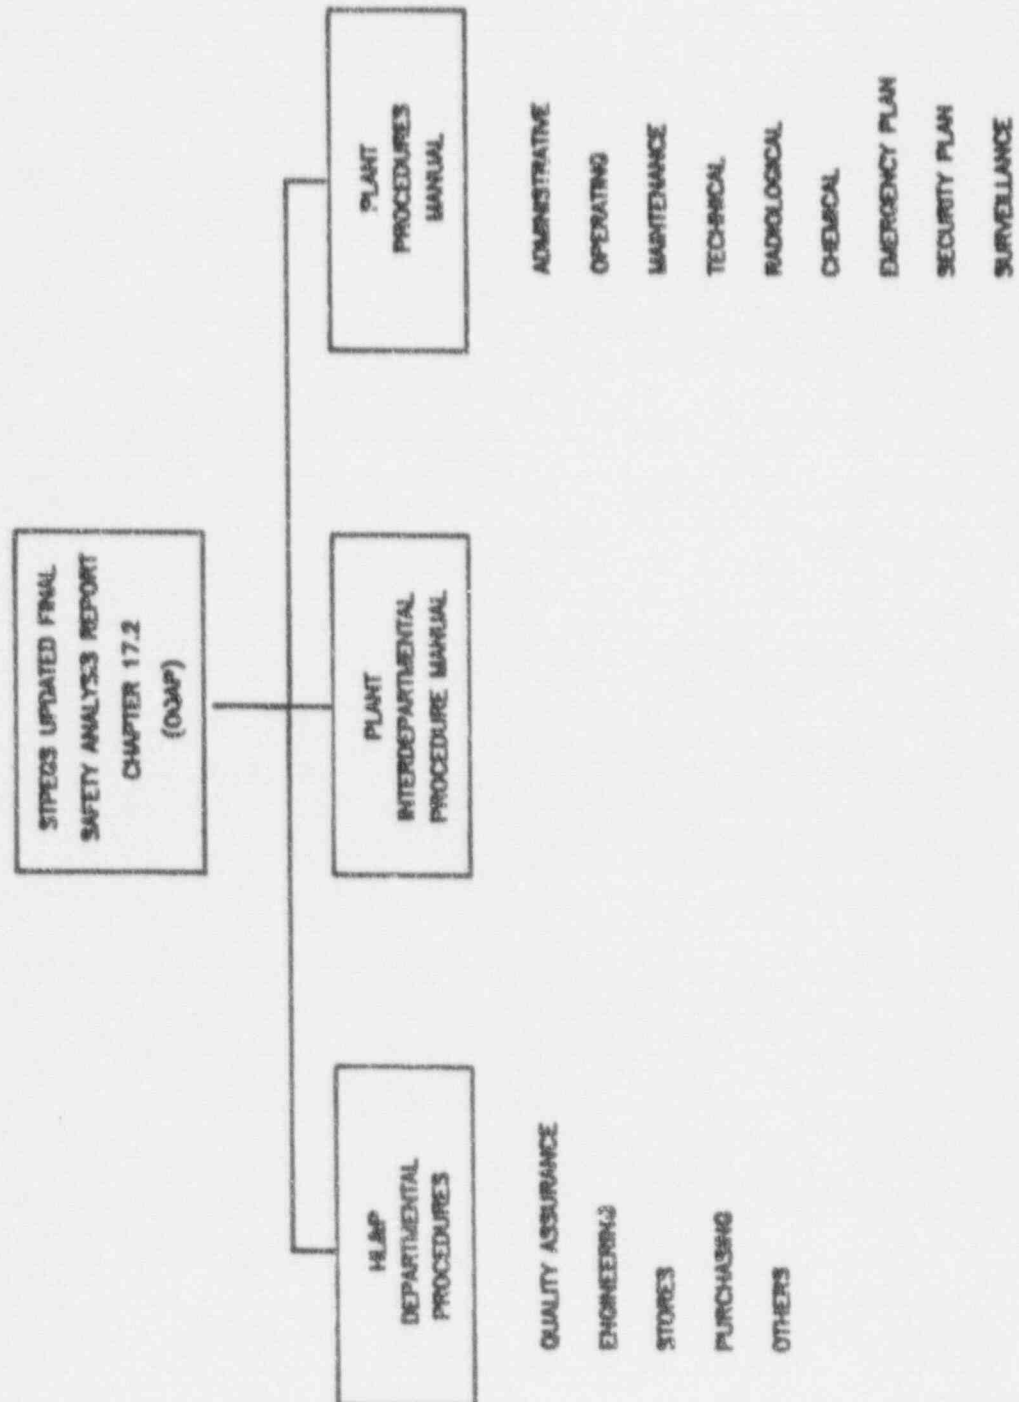 STPEGS UPDATED FINAL
SAFETY ANALYSIS REPORT
CHAPTER 17.2
(OQAP)
HL&P
DEPARTMENTAL
PROCEDURES
QUALITY ASSURANCE
ENGINEERING
STORES
PURCHASING
OTHERS
PLANT
INTERDEPARTMENTAL
PROCEDURE MANUAL
PLANT
PROCEDURES
MANUAL
ADMINISTRATIVE
OPERATING
MAINTENANCE
TECHNICAL
RADIOLOGICAL
CHEMICAL
EMERGENCY PLAN
SECURITY PLAN
SURVEILLANCE